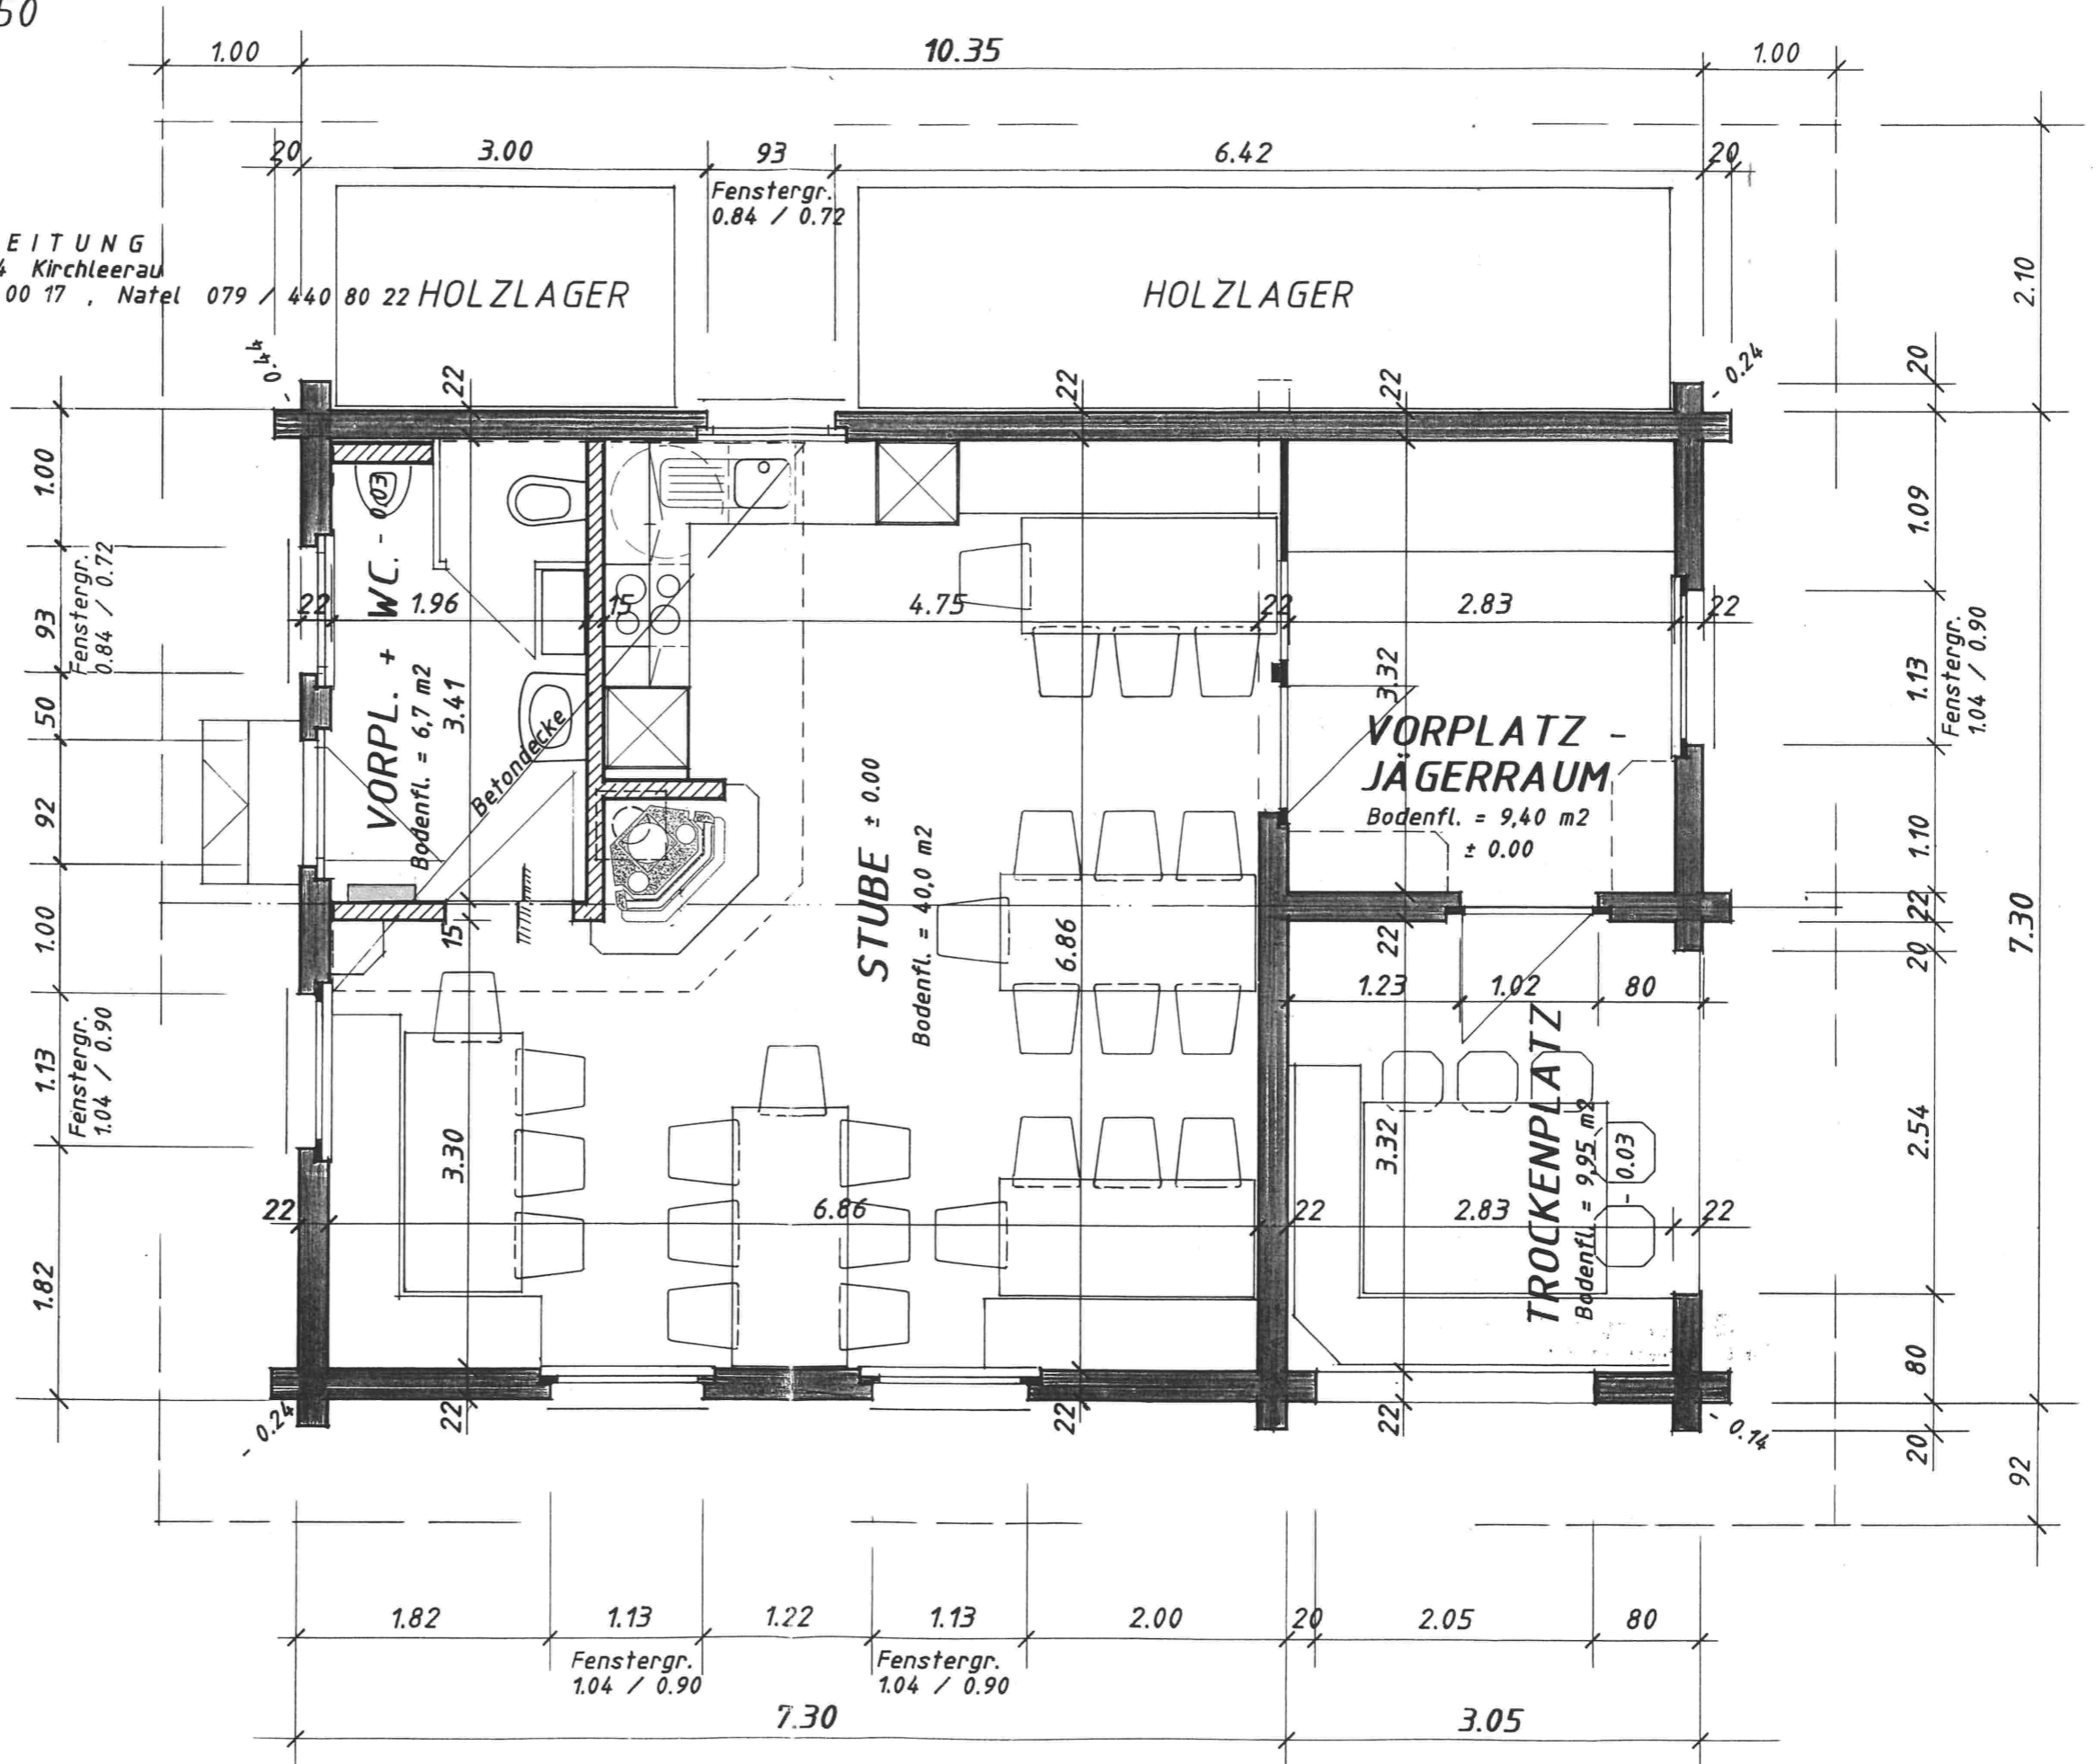 50
1.00
10.35
1.00
20
3.00
93
6.42
20
Fenstergr.
0.84 / 0.72
EITUNG
4 Kirchleerau
00 17 , Natel 079 / 440 80 22
HOLZLAGER
HOLZLAGER
2.10
- 0.44
22
22
22
- 0.24
20
1.00
93
50
92
1.00
1.13
1.82
Fenstergr.
0.84 / 0.72
Fenstergr.
1.04 / 0.90
VORPL. + WC. - 0.03
Bodenfl. = 6,7 m2
3.41
22
1.96
15
4.75
22
2.83
22
Betondecke
15
STUBE ± 0.00
Bodenfl. = 40,0 m2
6.86
3.32
VORPLATZ -
JÄGERRAUM
Bodenfl. = 9,40 m2
± 0.00
1.09
1.13
Fenstergr.
1.04 / 0.90
1.10
22
20
2.54
80
20
7.30
92
22
1.23
1.02
80
3.30
3.32
TROCKENPLATZ
Bodenfl. = 9,95 m2
- 0.03
22
6.86
22
2.83
22
- 0.24
22
22
22
- 0.14
1.82
1.13
1.22
1.13
2.00
20
2.05
80
Fenstergr.
1.04 / 0.90
Fenstergr.
1.04 / 0.90
7.30
3.05